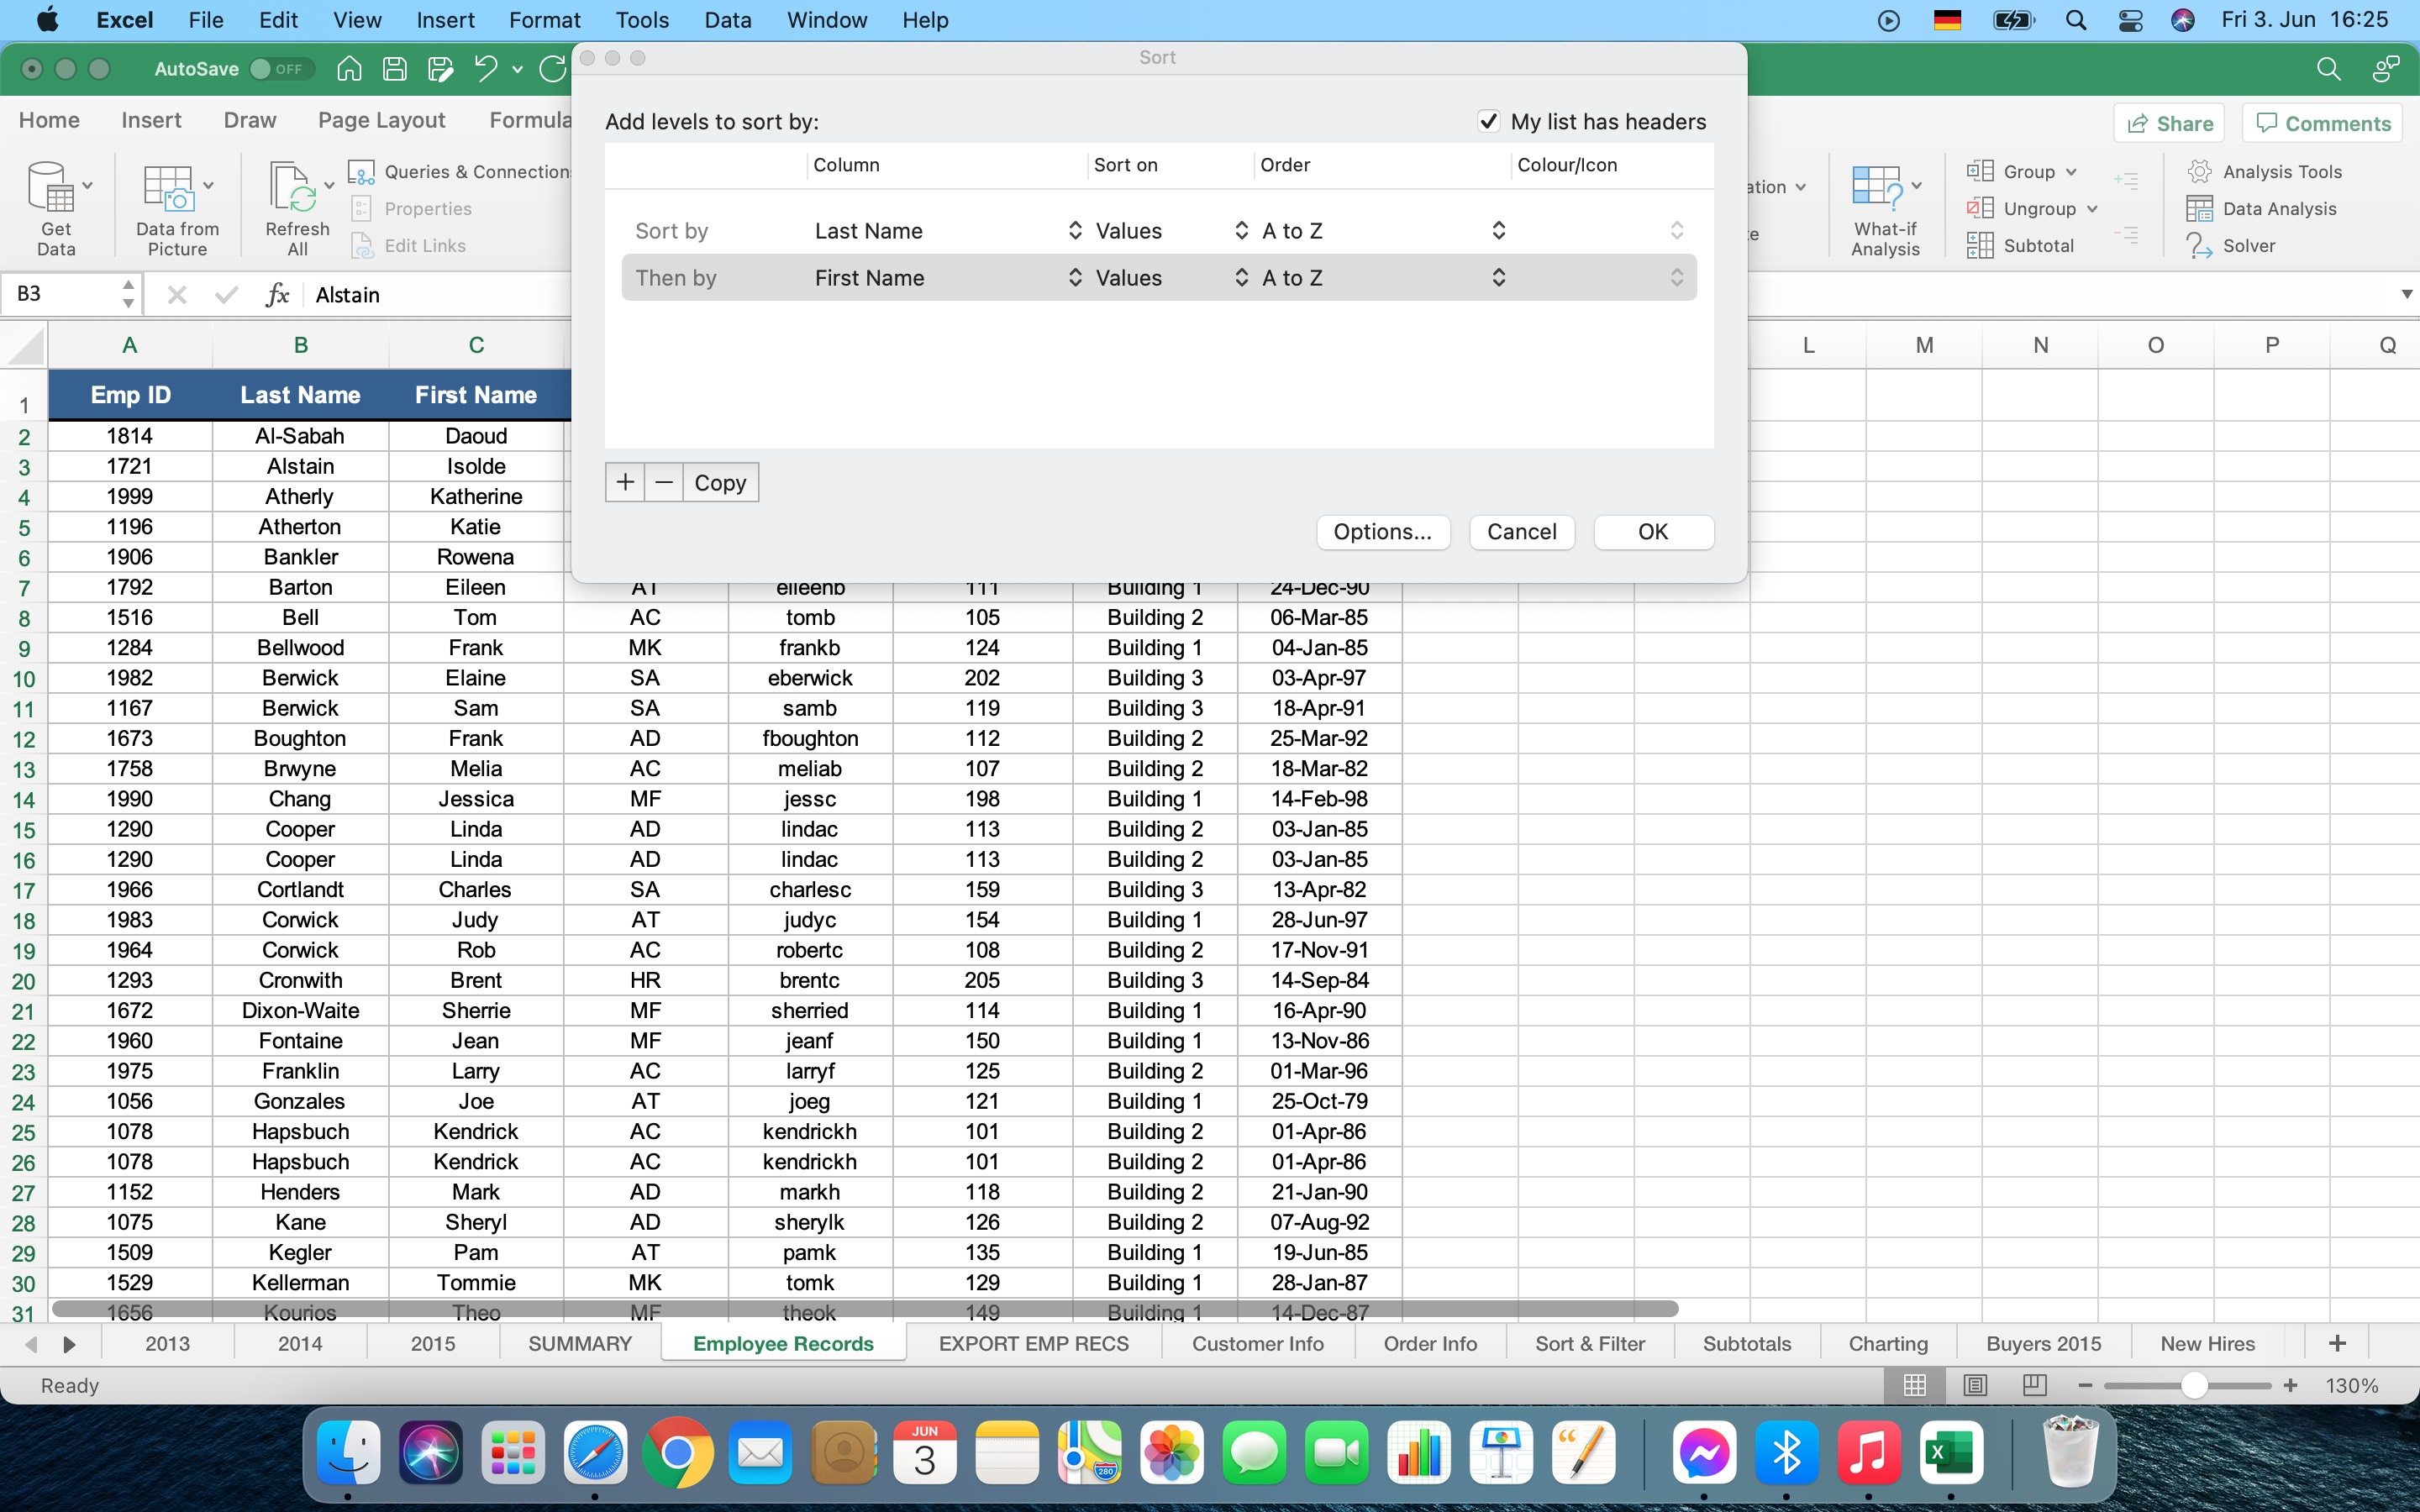 Excel File Edit View Insert Format Tools Data Window Help Fri 3. Jun 16:25
AutoSave OFF
Sort
Home Insert Draw Page Layout Formula
Share Comments
Add levels to sort by: My list has headers
Column Sort on Order Colour/Icon
Sort by Last Name Values A to Z
Then by First Name Values A to Z
+ − Copy
Options... Cancel OK
Get Data
Data from Picture
Refresh All
Queries & Connection
Properties
Edit Links
ation
te
What-if Analysis
Group
Ungroup
Subtotal
Analysis Tools
Data Analysis
Solver
B3 fx Alstain
A B C L M N O P Q
1 Emp ID Last Name First Name
2 1814 Al-Sabah Daoud
3 1721 Alstain Isolde
4 1999 Atherly Katherine
5 1196 Atherton Katie
6 1906 Bankler Rowena
7 1792 Barton Eileen AT eileenb 111 Building 1 24-Dec-90
8 1516 Bell Tom AC tomb 105 Building 2 06-Mar-85
9 1284 Bellwood Frank MK frankb 124 Building 1 04-Jan-85
10 1982 Berwick Elaine SA eberwick 202 Building 3 03-Apr-97
11 1167 Berwick Sam SA samb 119 Building 3 18-Apr-91
12 1673 Boughton Frank AD fboughton 112 Building 2 25-Mar-92
13 1758 Brwyne Melia AC meliab 107 Building 2 18-Mar-82
14 1990 Chang Jessica MF jessc 198 Building 1 14-Feb-98
15 1290 Cooper Linda AD lindac 113 Building 2 03-Jan-85
16 1290 Cooper Linda AD lindac 113 Building 2 03-Jan-85
17 1966 Cortlandt Charles SA charlesc 159 Building 3 13-Apr-82
18 1983 Corwick Judy AT judyc 154 Building 1 28-Jun-97
19 1964 Corwick Rob AC robertc 108 Building 2 17-Nov-91
20 1293 Cronwith Brent HR brentc 205 Building 3 14-Sep-84
21 1672 Dixon-Waite Sherrie MF sherried 114 Building 1 16-Apr-90
22 1960 Fontaine Jean MF jeanf 150 Building 1 13-Nov-86
23 1975 Franklin Larry AC larryf 125 Building 2 01-Mar-96
24 1056 Gonzales Joe AT joeg 121 Building 1 25-Oct-79
25 1078 Hapsbuch Kendrick AC kendrickh 101 Building 2 01-Apr-86
26 1078 Hapsbuch Kendrick AC kendrickh 101 Building 2 01-Apr-86
27 1152 Henders Mark AD markh 118 Building 2 21-Jan-90
28 1075 Kane Sheryl AD sherylk 126 Building 2 07-Aug-92
29 1509 Kegler Pam AT pamk 135 Building 1 19-Jun-85
30 1529 Kellerman Tommie MK tomk 129 Building 1 28-Jan-87
31 1656 Kourios Theo MF theok 149 Building 1 14-Dec-87
2013 2014 2015 SUMMARY Employee Records EXPORT EMP RECS Customer Info Order Info Sort & Filter Subtotals Charting Buyers 2015 New Hires +
Ready − + 130%
JUN
3
280
X